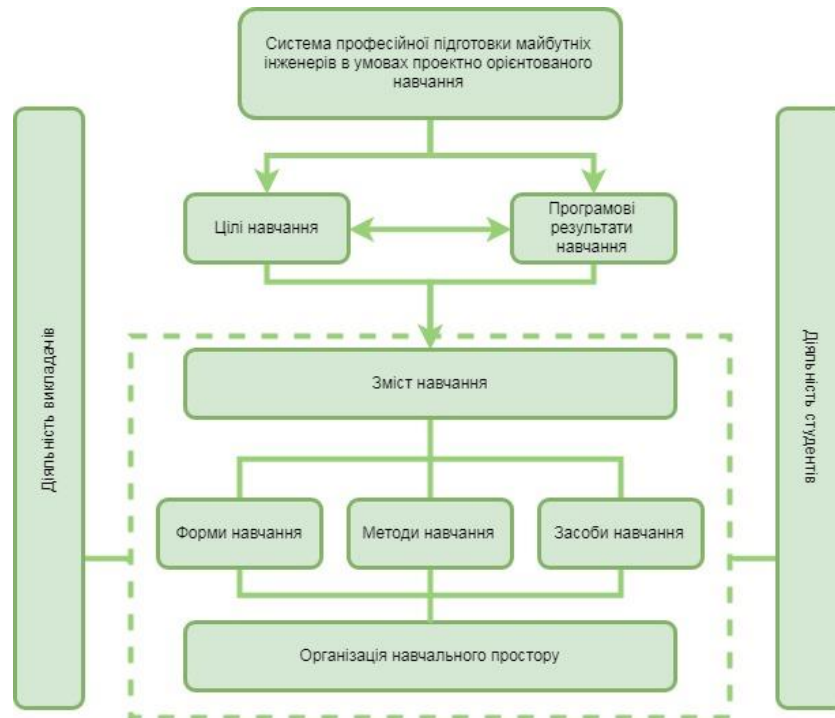 Система професійної підготовки майбутніх
інженерів в умовах проектно орієнтованого
навчання
Цілі навчання
Програмові
результати
навчання
Діяльність викладачів
Діяльність студентів
Зміст навчання
Форми навчання
Методи навчання
Засоби навчання
Організація навчального простору